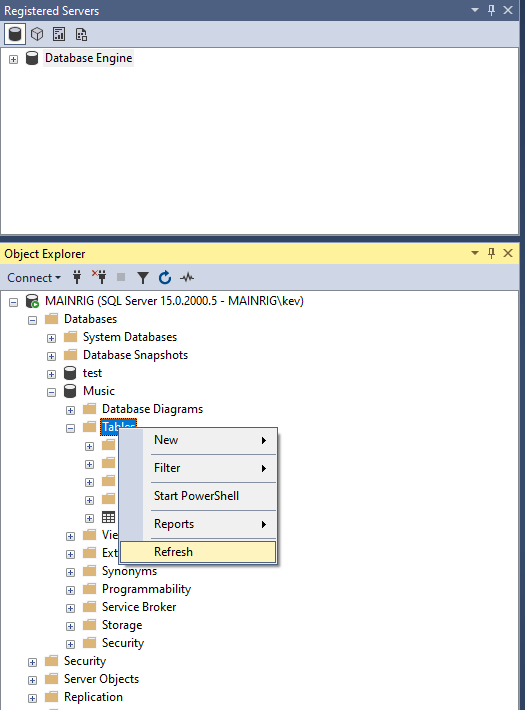 Registered Servers
Database Engine
Object Explorer
Connect
MAINRIG (SQL Server 15.0.2000.5 - MAINRIG\kev)
Databases
System Databases
Database Snapshots
test
Music
Database Diagrams
Tables
New
Filter
Start PowerShell
Reports
Refresh
Vie
Ext
Synonyms
Programmability
Service Broker
Storage
Security
Security
Server Objects
Replication